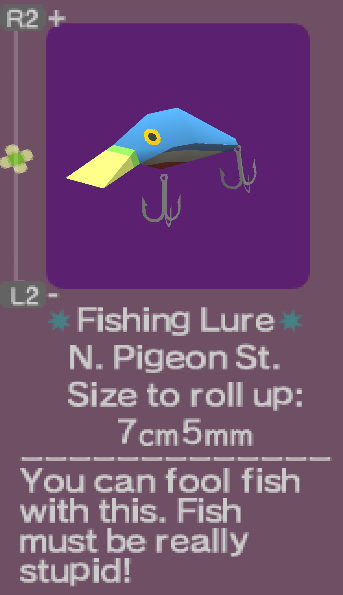 R2 +
L2 -
Fishing Lure
N. Pigeon St.
Size to roll up:
7cm5mm
You can fool fish
with this. Fish
must be really
stupid!